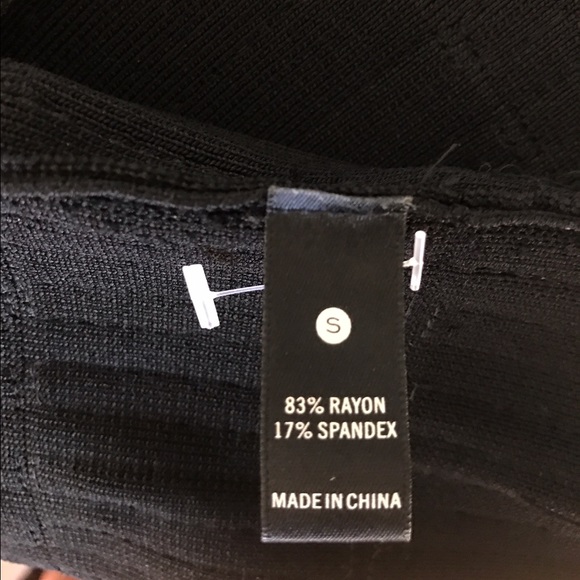 S
83% RAYON
17% SPANDEX
MADE IN CHINA